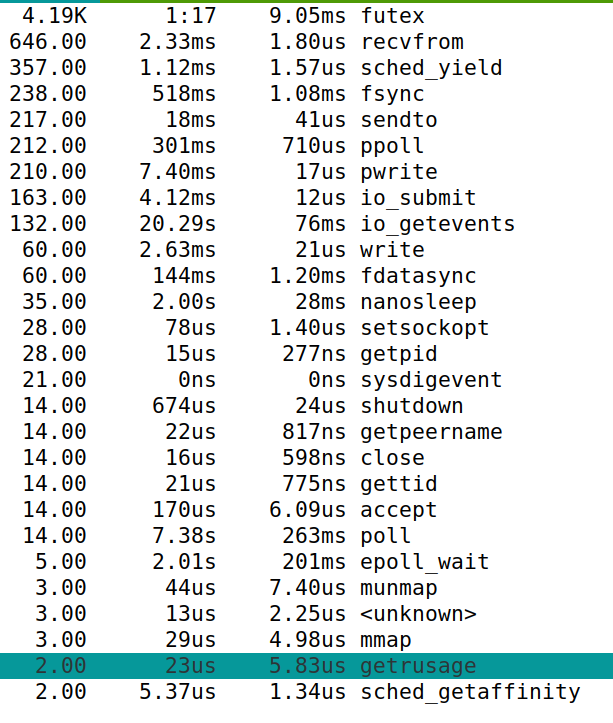 4.19K 1:17 9.05ms futex
646.00 2.33ms 1.80us recvfrom
357.00 1.12ms 1.57us sched_yield
238.00 518ms 1.08ms fsync
217.00 18ms 41us sendto
212.00 301ms 710us ppoll
210.00 7.40ms 17us pwrite
163.00 4.12ms 12us io_submit
132.00 20.29s 76ms io_getevents
60.00 2.63ms 21us write
60.00 144ms 1.20ms fdatasync
35.00 2.00s 28ms nanosleep
28.00 78us 1.40us setsockopt
28.00 15us 277ns getpid
21.00 0ns 0ns sysdigevent
14.00 674us 24us shutdown
14.00 22us 817ns getpeername
14.00 16us 598ns close
14.00 21us 775ns gettid
14.00 170us 6.09us accept
14.00 7.38s 263ms poll
5.00 2.01s 201ms epoll_wait
3.00 44us 7.40us munmap
3.00 13us 2.25us <unknown>
3.00 29us 4.98us mmap
2.00 23us 5.83us getrusage
2.00 5.37us 1.34us sched_getaffinity